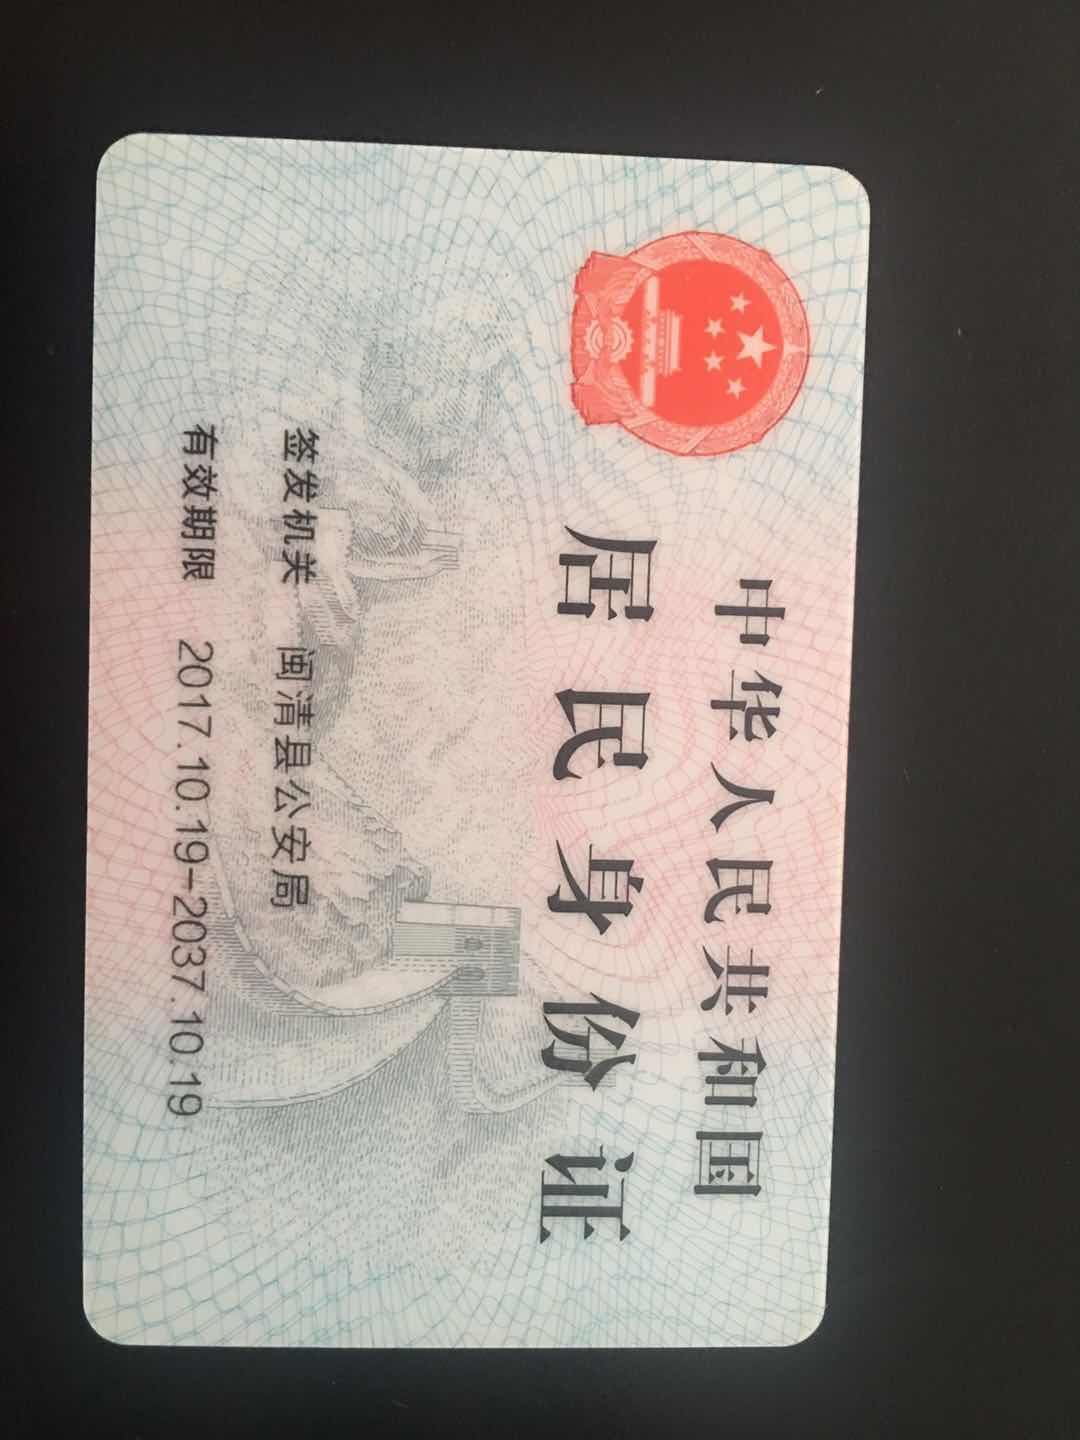 中华人民共和国
居民身份证
签发机关 闽清县公安局
有效期限 2017.10.19-2037.10.19